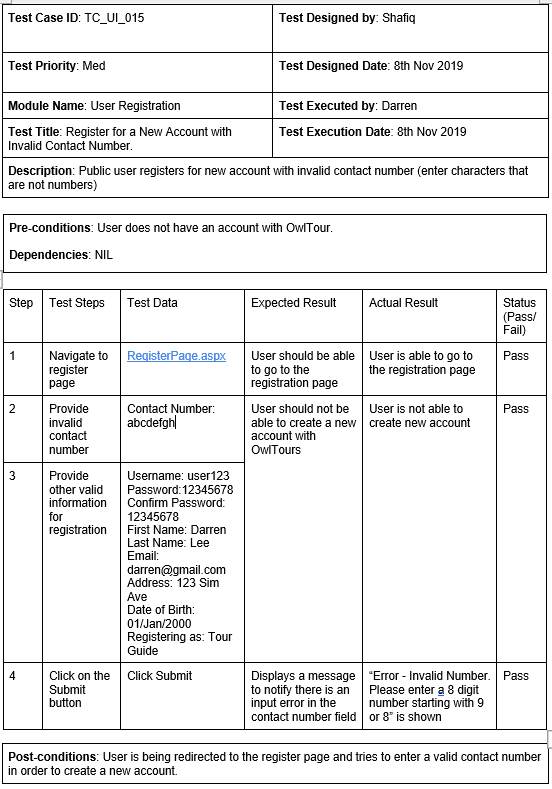 Test Case ID: TC_UI_015
Test Designed by: Shafiq
Test Priority: Med
Test Designed Date: 8th Nov 2019
Module Name: User Registration
Test Executed by: Darren
Test Title: Register for a New Account with
Invalid Contact Number.
Test Execution Date: 8th Nov 2019
Description: Public user registers for new account with invalid contact number (enter characters that
are not numbers)
Pre-conditions: User does not have an account with OwlTour.
Dependencies: NIL
Step
Test Steps
Test Data
Expected Result
Actual Result
Status
(Pass/
Fail)
1
Navigate to
register
page
RegisterPage.aspx
User should be able
to go to the
registration page
User is able to go to
the registration page
Pass
2
Provide
invalid
contact
number
Contact Number:
abcdefgh
User should not be
able to create a new
account with
OwlTours
User is not able to
create new account
Pass
3
Provide
other valid
information
for
registration
Username: user123
Password:12345678
Confirm Password:
12345678
First Name: Darren
Last Name: Lee
Email:
darren@gmail.com
Address: 123 Sim
Ave
Date of Birth:
01/Jan/2000
Registering as: Tour
Guide
4
Click on the
Submit
button
Click Submit
Displays a message
to notify there is an
input error in the
contact number field
“Error - Invalid Number.
Please enter a 8 digit
number starting with 9
or 8” is shown
Pass
Post-conditions: User is being redirected to the register page and tries to enter a valid contact number
in order to create a new account.